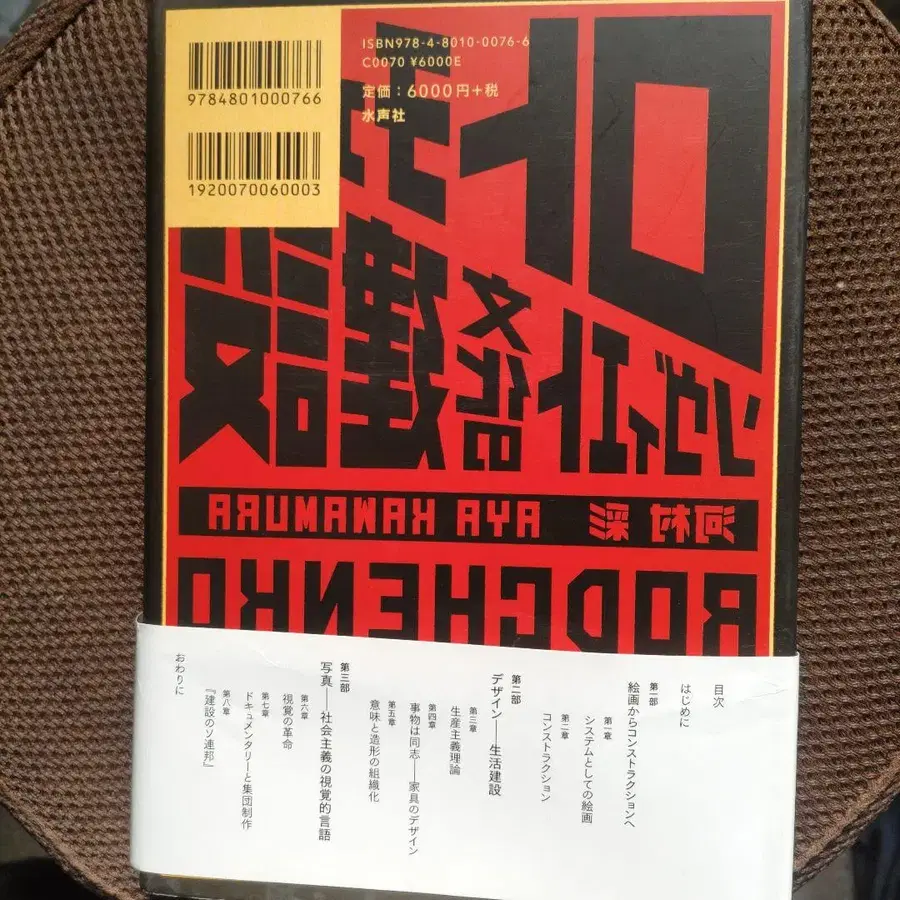 9784801000766
1920070060003
ISBN978-4-8010-0076-6
C0070 ¥6000E
定価：6000円+税
水声社
ロト
ソヴィエト
文化の
建設
河村 彩 AYA KAWAMURA
RODCHENKO
目次
はじめに
第一部
絵画からコンストラクションへ
第一章
システムとしての絵画
第二章
コンストラクション
第二部
デザイン――生活建設
第三章
生産主義理論
第四章
事物は同志――家具のデザイン
第五章
意味と造形の組織化
第三部
写真――社会主義の視覚的言語
第六章
視覚の革命
第七章
ドキュメンタリーと集団制作
第八章
『建設のソ連邦』
おわりに